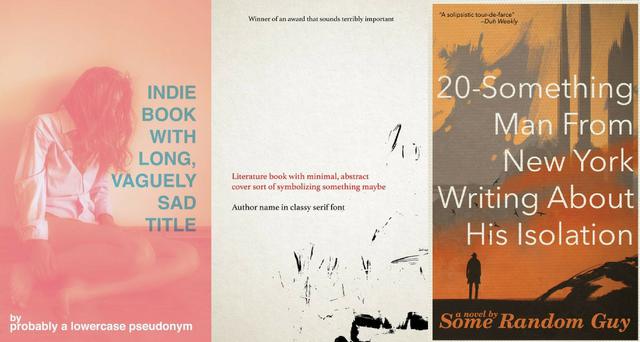 INDIE
BOOK
WITH
LONG,
VAGUELY
SAD
TITLE
by
probably a lowercase pseudonym
Winner of an award that sounds terribly important
Literature book with minimal, abstract
cover sort of symbolizing something maybe
Author name in classy serif font
"A solipsistic tour-de-farce"
–Duh Weekly
20-Something
Man From
New York
Writing About
His Isolation
a novel by
Some Random Guy